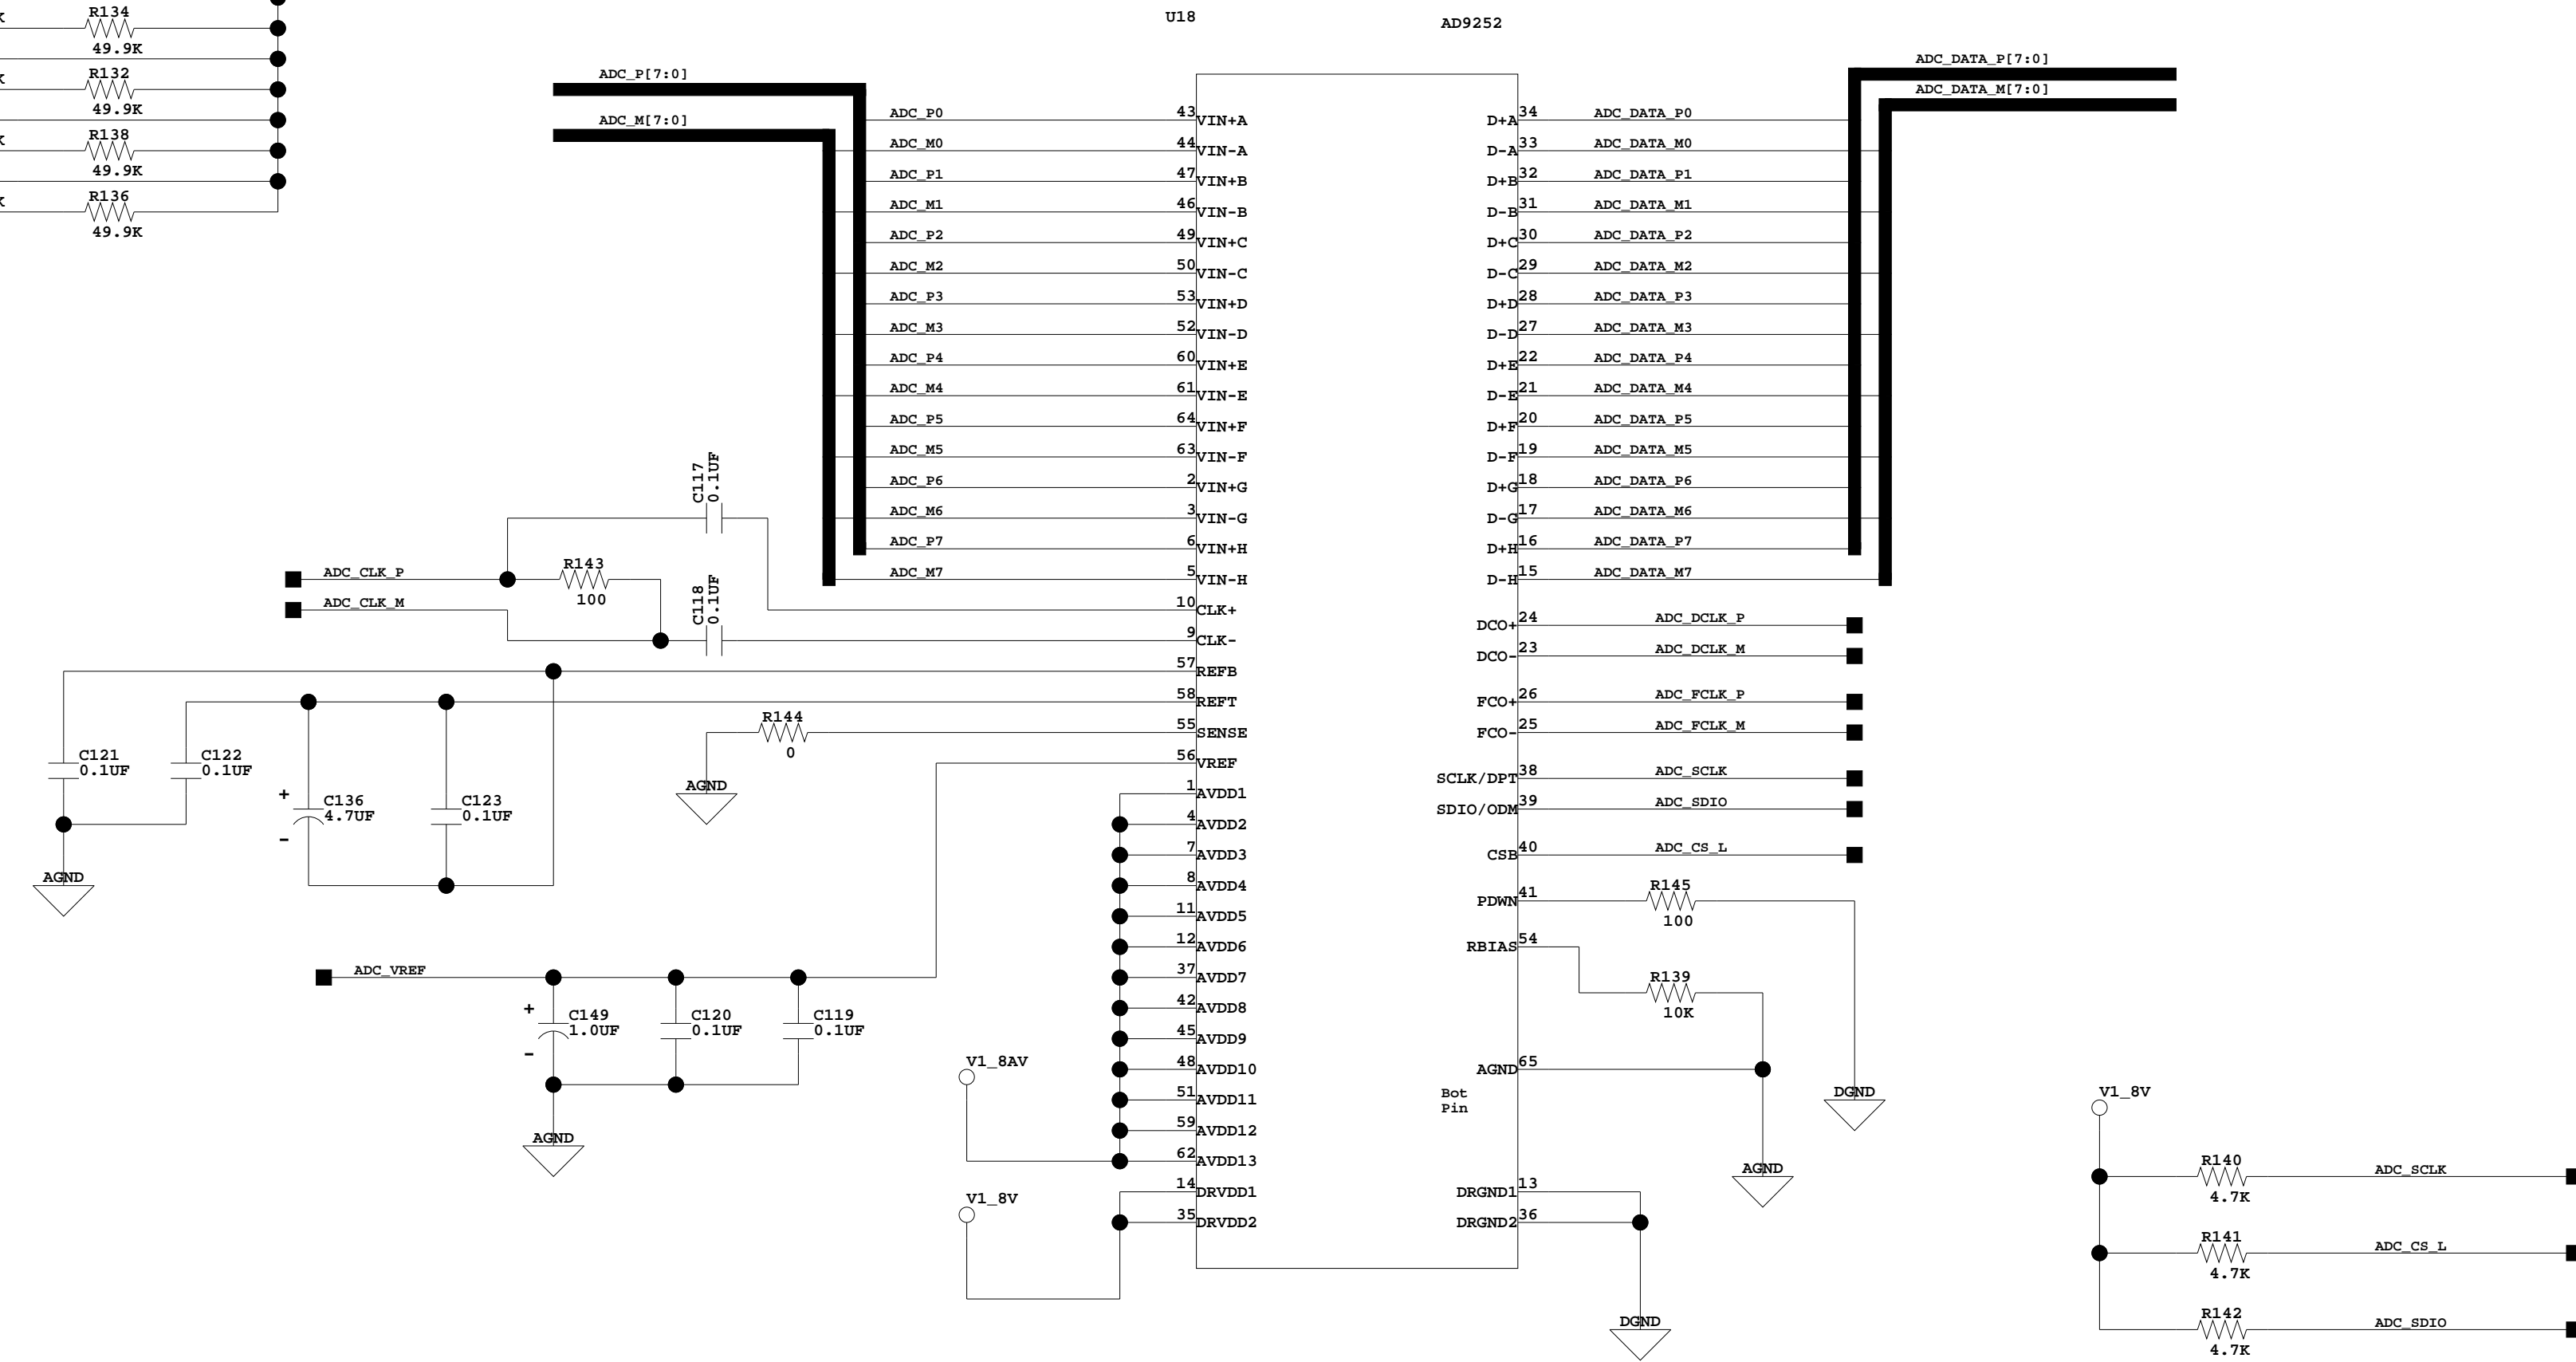 K
R134
49.9K
K
R132
49.9K
K
R138
49.9K
K
R136
49.9K
U18
AD9252
ADC_P[7:0]
ADC_M[7:0]
ADC_DATA_P[7:0]
ADC_DATA_M[7:0]
ADC_P0 43 VIN+A D+A 34 ADC_DATA_P0
ADC_M0 44 VIN-A D-A 33 ADC_DATA_M0
ADC_P1 47 VIN+B D+B 32 ADC_DATA_P1
ADC_M1 46 VIN-B D-B 31 ADC_DATA_M1
ADC_P2 49 VIN+C D+C 30 ADC_DATA_P2
ADC_M2 50 VIN-C D-C 29 ADC_DATA_M2
ADC_P3 53 VIN+D D+D 28 ADC_DATA_P3
ADC_M3 52 VIN-D D-D 27 ADC_DATA_M3
ADC_P4 60 VIN+E D+E 22 ADC_DATA_P4
ADC_M4 61 VIN-E D-E 21 ADC_DATA_M4
ADC_P5 64 VIN+F D+F 20 ADC_DATA_P5
ADC_M5 63 VIN-F D-F 19 ADC_DATA_M5
ADC_P6 2 VIN+G D+G 18 ADC_DATA_P6
ADC_M6 3 VIN-G D-G 17 ADC_DATA_M6
ADC_P7 6 VIN+H D+H 16 ADC_DATA_P7
ADC_M7 5 VIN-H D-H 15 ADC_DATA_M7
C117
0.1UF
ADC_CLK_P
R143
100
ADC_CLK_M
C118
0.1UF
10 CLK+
9 CLK-
57 REFB
58 REFT
R144
0
55 SENSE
56 VREF
AGND
C121
0.1UF
C122
0.1UF
+
C136
4.7UF
-
C123
0.1UF
AGND
ADC_VREF
+
C149
1.0UF
-
C120
0.1UF
C119
0.1UF
AGND
1 AVDD1
4 AVDD2
7 AVDD3
8 AVDD4
11 AVDD5
12 AVDD6
37 AVDD7
42 AVDD8
45 AVDD9
48 AVDD10
51 AVDD11
59 AVDD12
62 AVDD13
V1_8AV
V1_8V
14 DRVDD1
35 DRVDD2
DCO+ 24 ADC_DCLK_P
DCO- 23 ADC_DCLK_M
FCO+ 26 ADC_FCLK_P
FCO- 25 ADC_FCLK_M
SCLK/DPT 38 ADC_SCLK
SDIO/ODM 39 ADC_SDIO
CSB 40 ADC_CS_L
PDWN 41
R145
100
RBIAS 54
R139
10K
AGND 65
Bot
Pin
DGND
AGND
DRGND1 13
DRGND2 36
DGND
V1_8V
R140
4.7K
ADC_SCLK
R141
4.7K
ADC_CS_L
R142
4.7K
ADC_SDIO